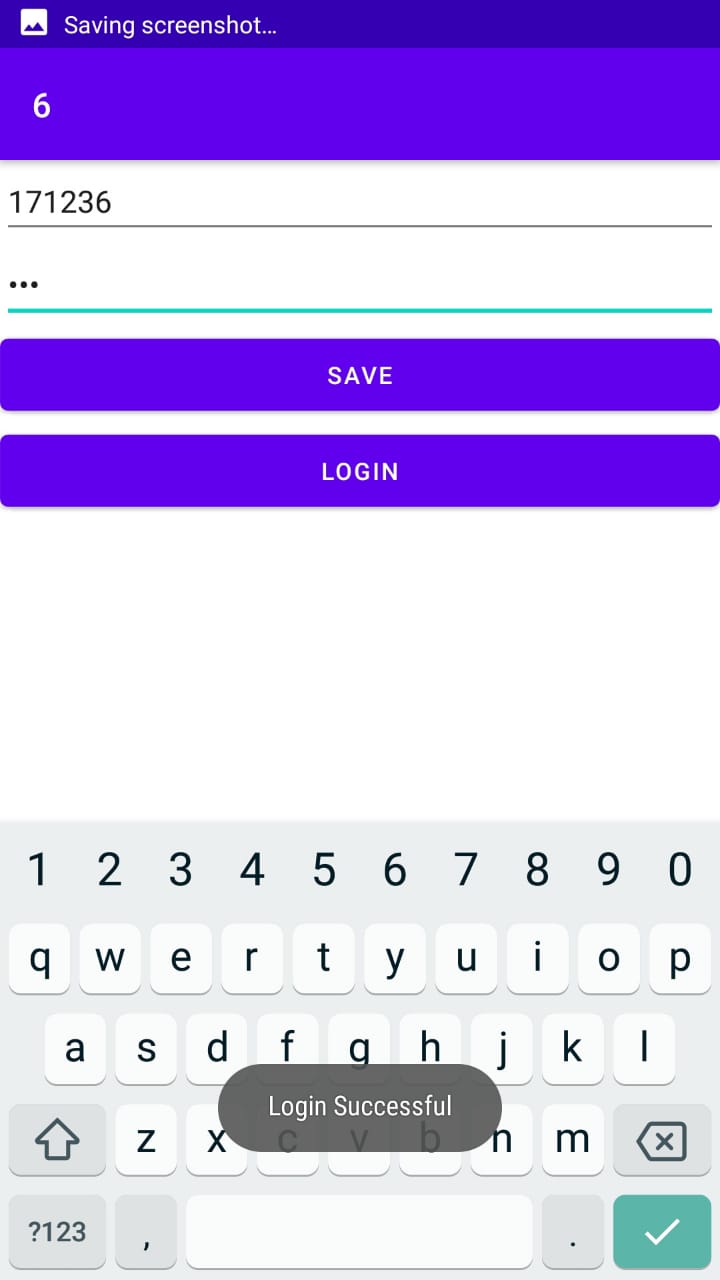 Saving screenshot...
6
171236
•••
SAVE
LOGIN
1 2 3 4 5 6 7 8 9 0
q w e r t y u i o p
a s d f g h j k l
Login Successful
z x c v b n m
?123 , .